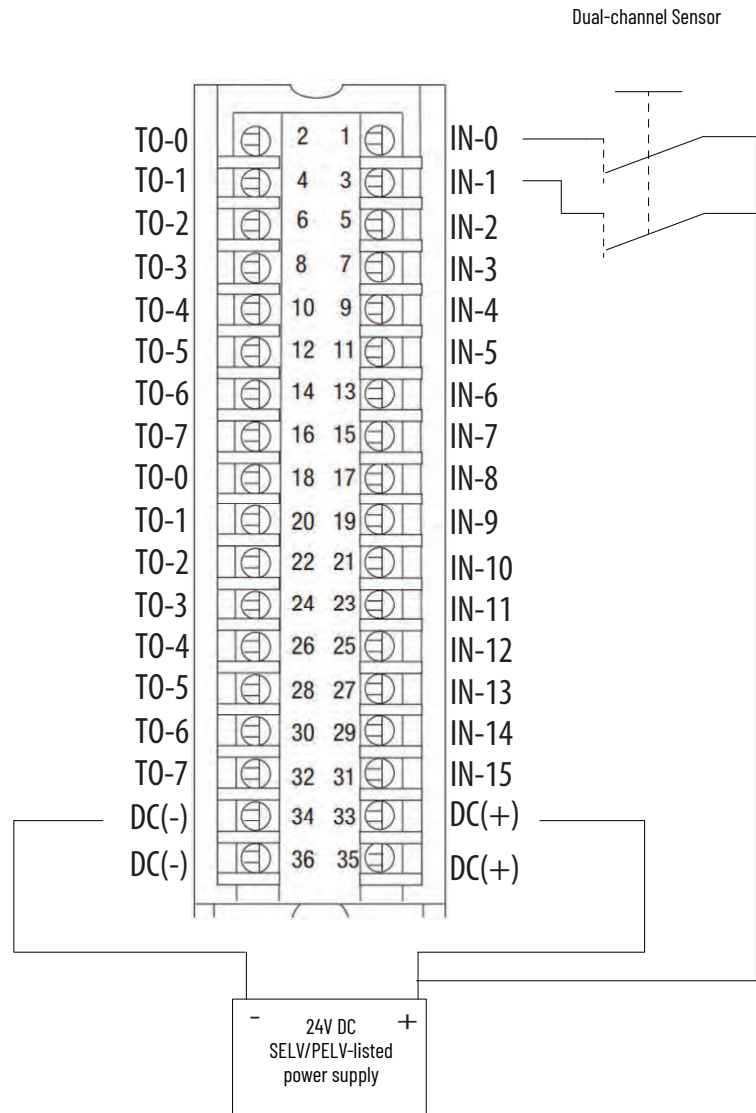 Dual-channel Sensor
TO-0 2 1 IN-0
TO-1 4 3 IN-1
TO-2 6 5 IN-2
TO-3 8 7 IN-3
TO-4 10 9 IN-4
TO-5 12 11 IN-5
TO-6 14 13 IN-6
TO-7 16 15 IN-7
TO-0 18 17 IN-8
TO-1 20 19 IN-9
TO-2 22 21 IN-10
TO-3 24 23 IN-11
TO-4 26 25 IN-12
TO-5 28 27 IN-13
TO-6 30 29 IN-14
TO-7 32 31 IN-15
DC(-) 34 33 DC(+)
DC(-) 36 35 DC(+)
- +
24V DC
SELV/PELV-listed
power supply